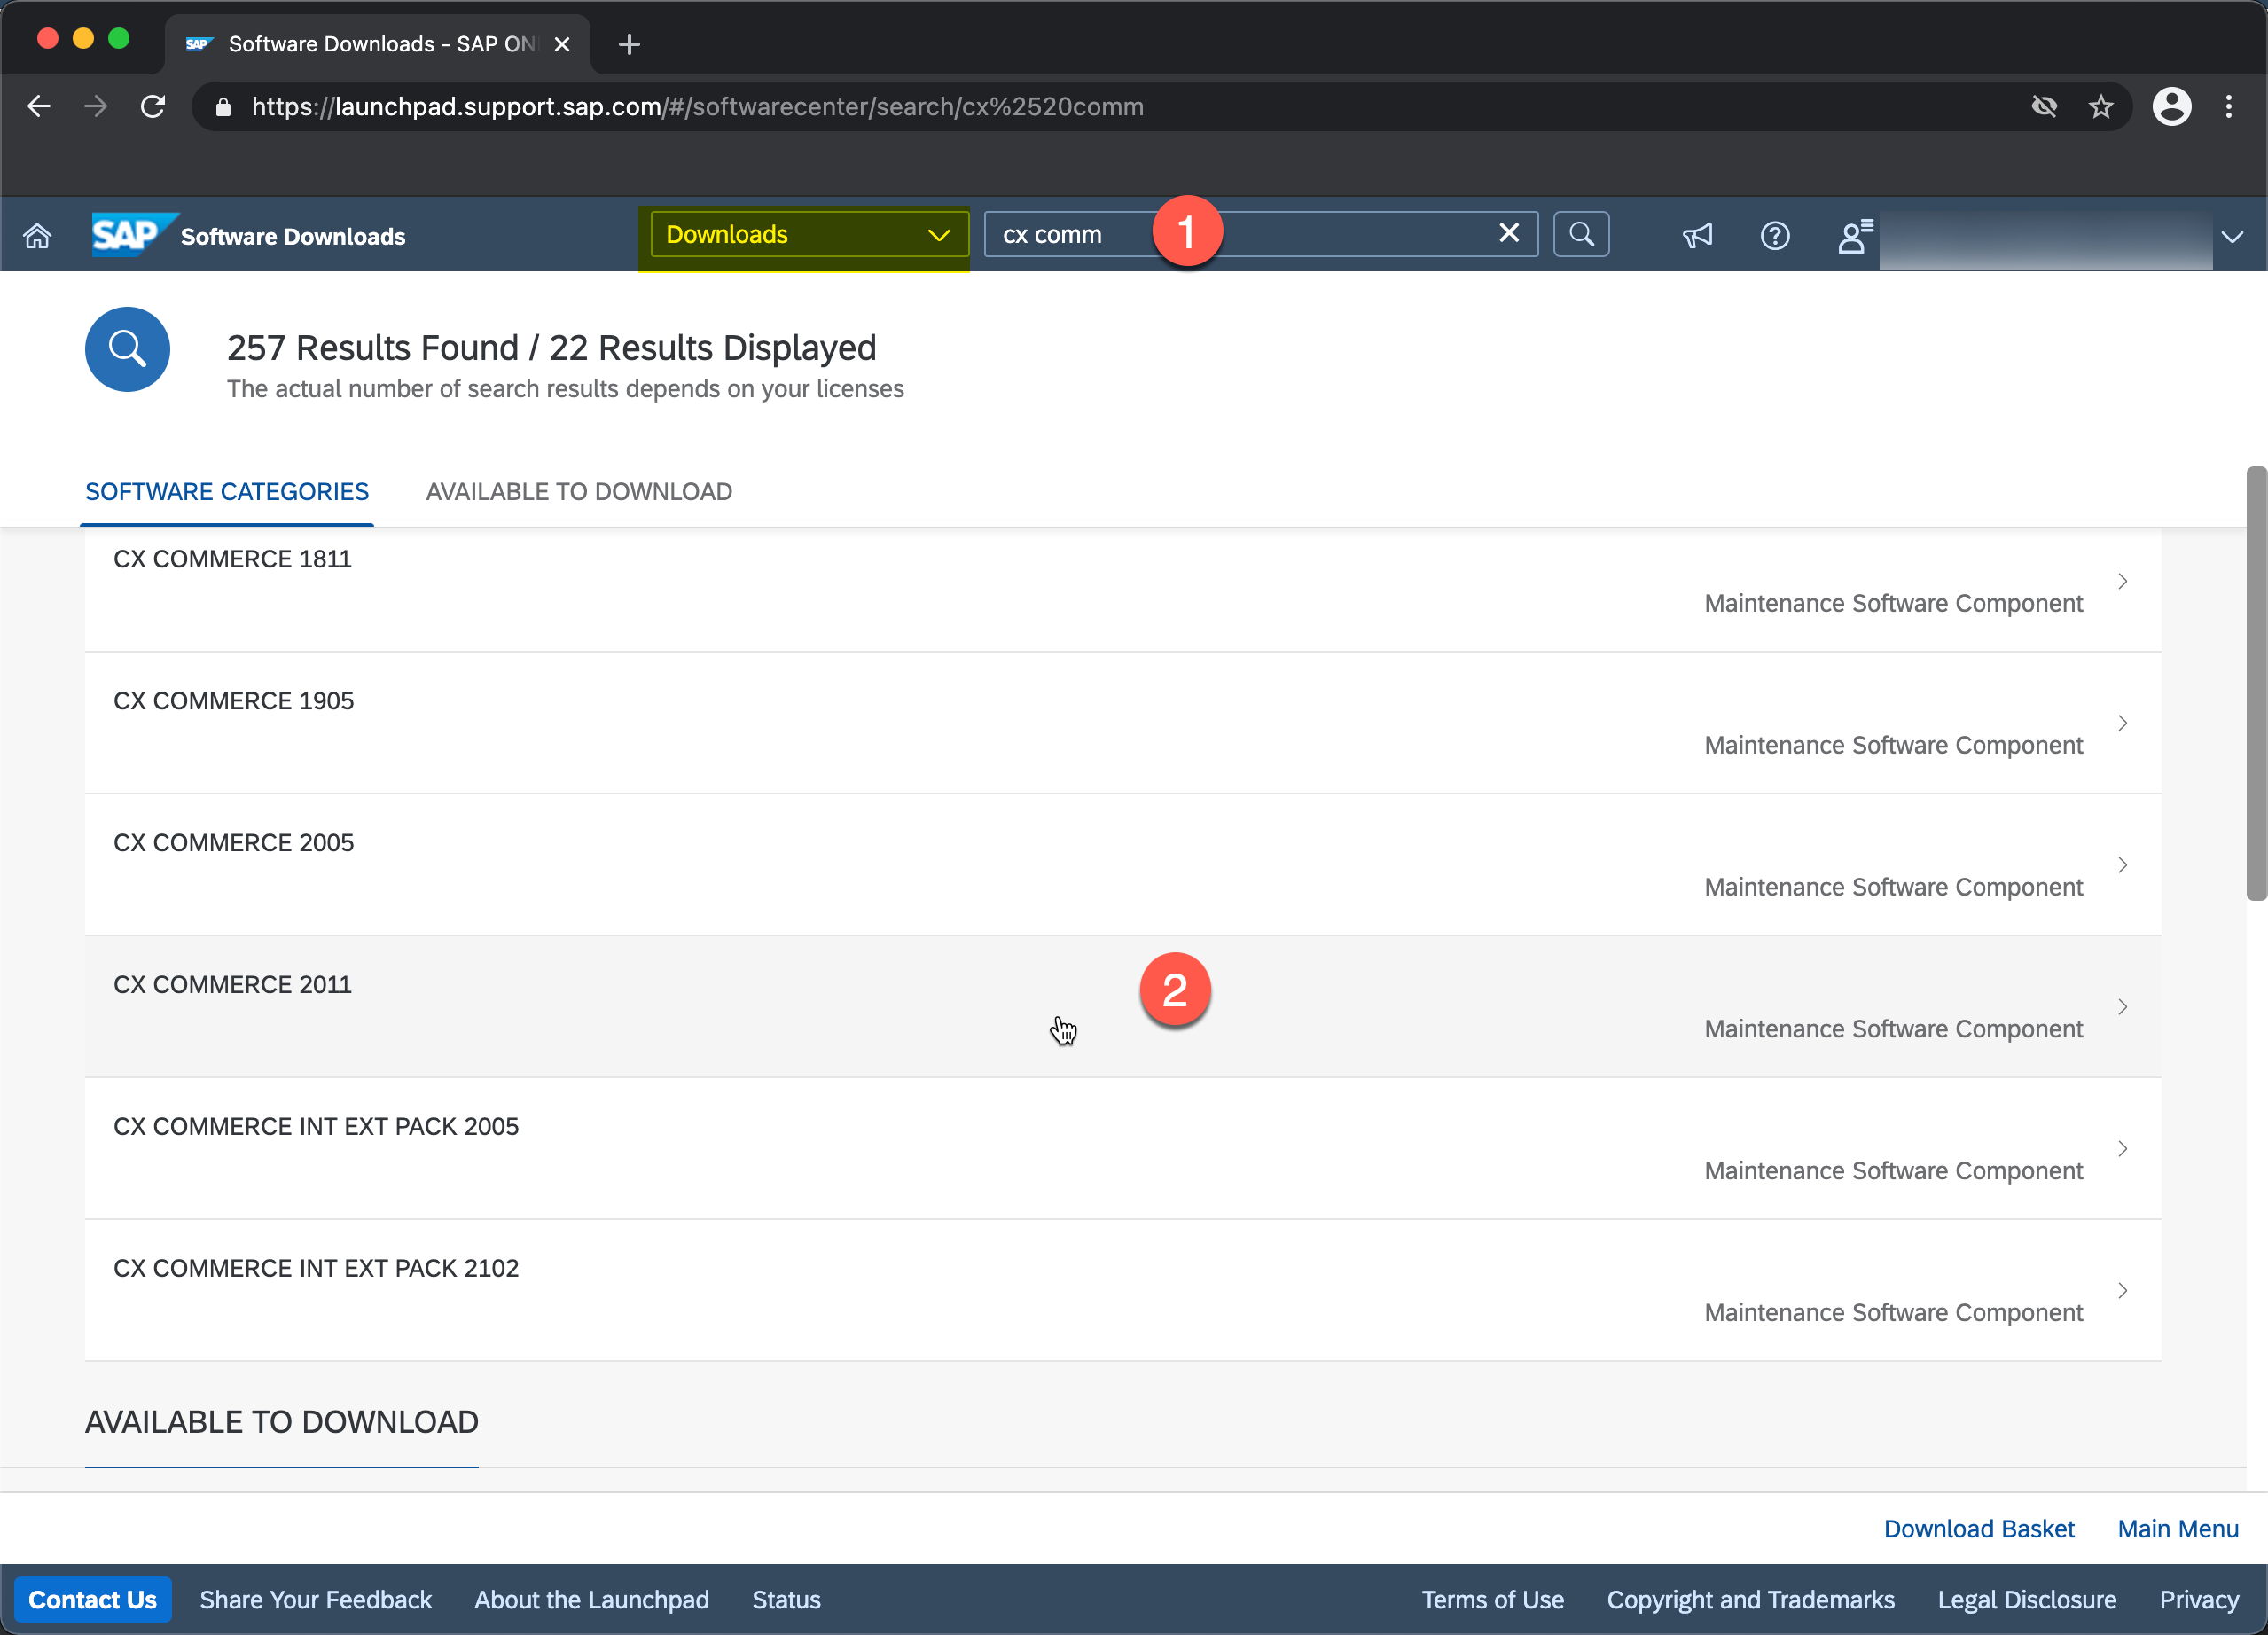 SAP Software Downloads - SAP ON
https://launchpad.support.sap.com/#/softwarecenter/search/cx%2520comm
SAP Software Downloads Downloads cx comm 1
257 Results Found / 22 Results Displayed
The actual number of search results depends on your licenses
SOFTWARE CATEGORIES AVAILABLE TO DOWNLOAD
CX COMMERCE 1811
Maintenance Software Component
CX COMMERCE 1905
Maintenance Software Component
CX COMMERCE 2005
Maintenance Software Component
CX COMMERCE 2011 2
Maintenance Software Component
CX COMMERCE INT EXT PACK 2005
Maintenance Software Component
CX COMMERCE INT EXT PACK 2102
Maintenance Software Component
AVAILABLE TO DOWNLOAD
Download Basket Main Menu
Contact Us Share Your Feedback About the Launchpad Status Terms of Use Copyright and Trademarks Legal Disclosure Privacy